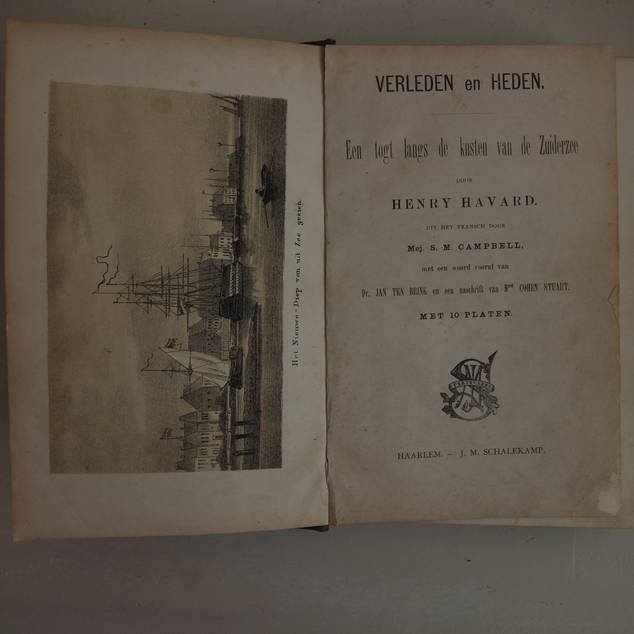 Het Nieuwe-Diep van uit Zee gezien.
VERLEDEN en HEDEN.
Een togt langs de kusten van de Zuiderzee
DOOR
HENRY HAVARD.
UIT HET FRANSCH DOOR
Mej. S. M. CAMPBELL,
met een woord vooraf van
Dr. JAN TEN BRINK en een naschrift van COHEN STUART.
MET 10 PLATEN.
HAARLEM. – J. M. SCHALEKAMP.